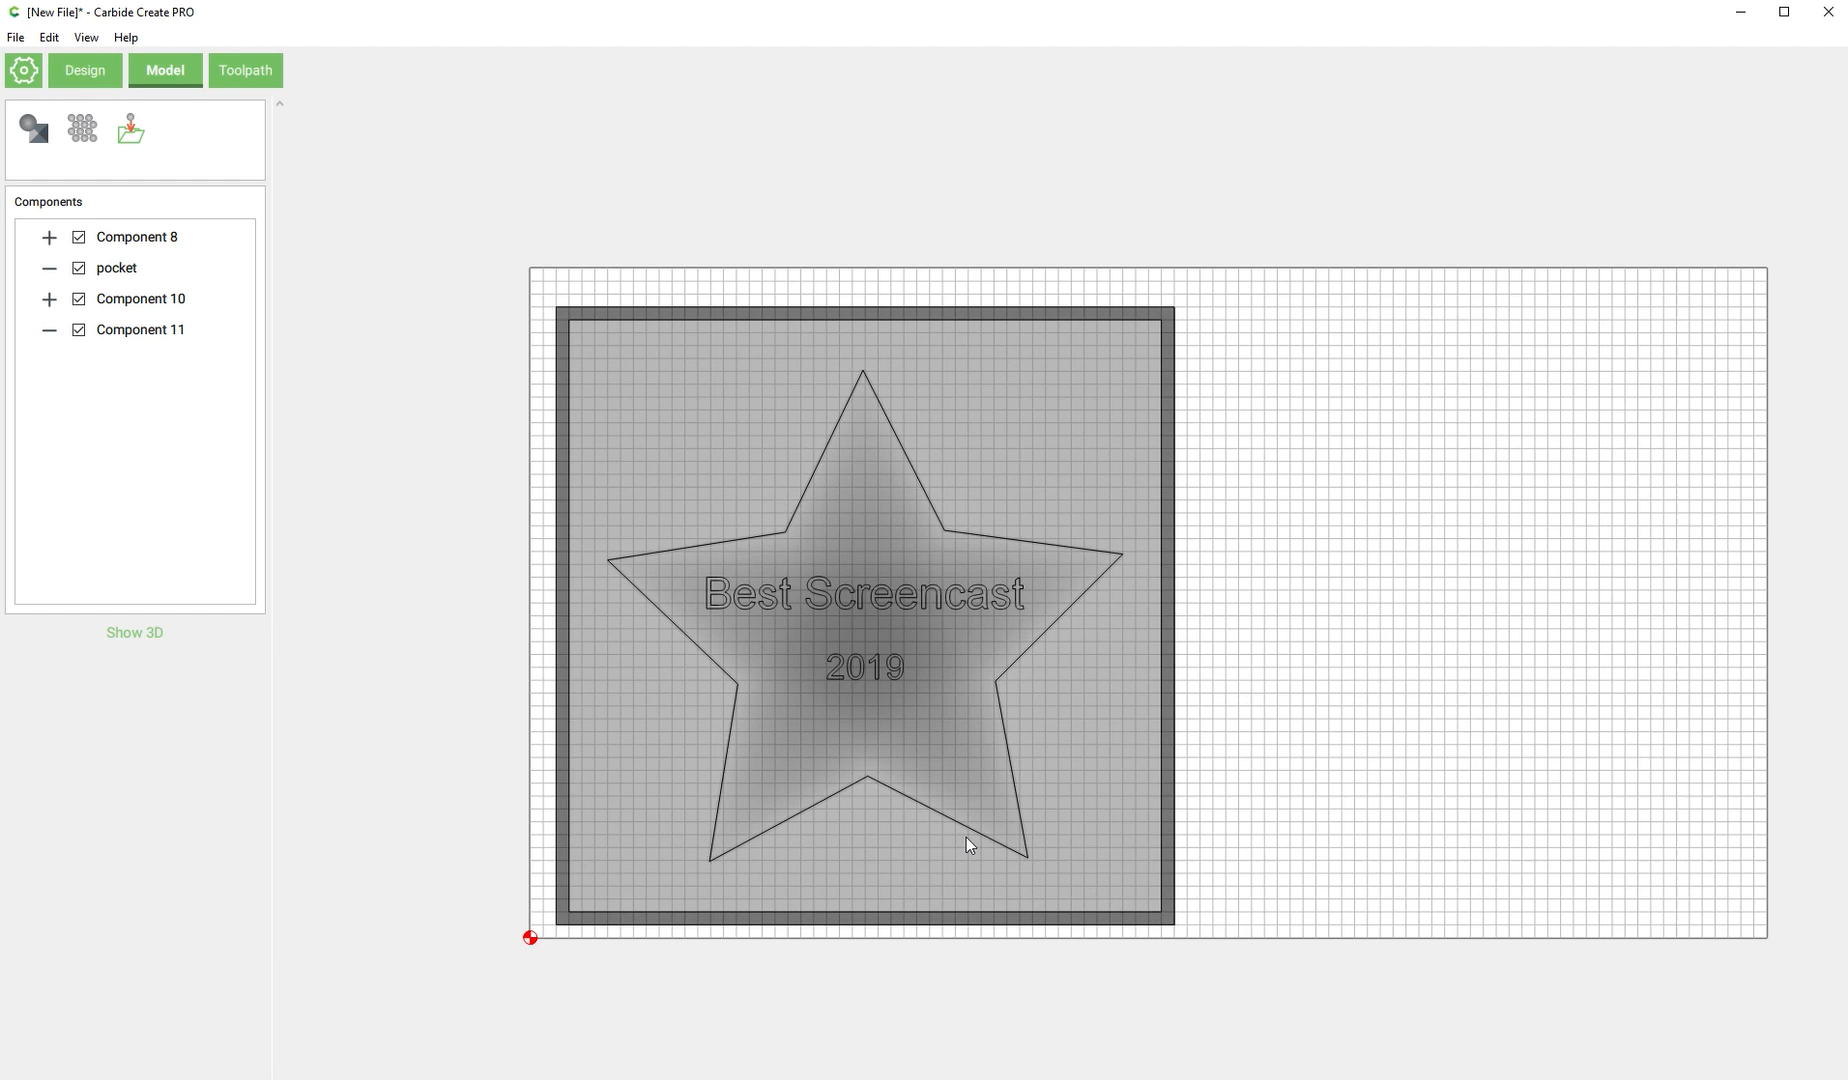 [New File]* - Carbide Create PRO
File Edit View Help
Design Model Toolpath
Components
Component 8
pocket
Component 10
Component 11
Show 3D
Best Screencast
2019